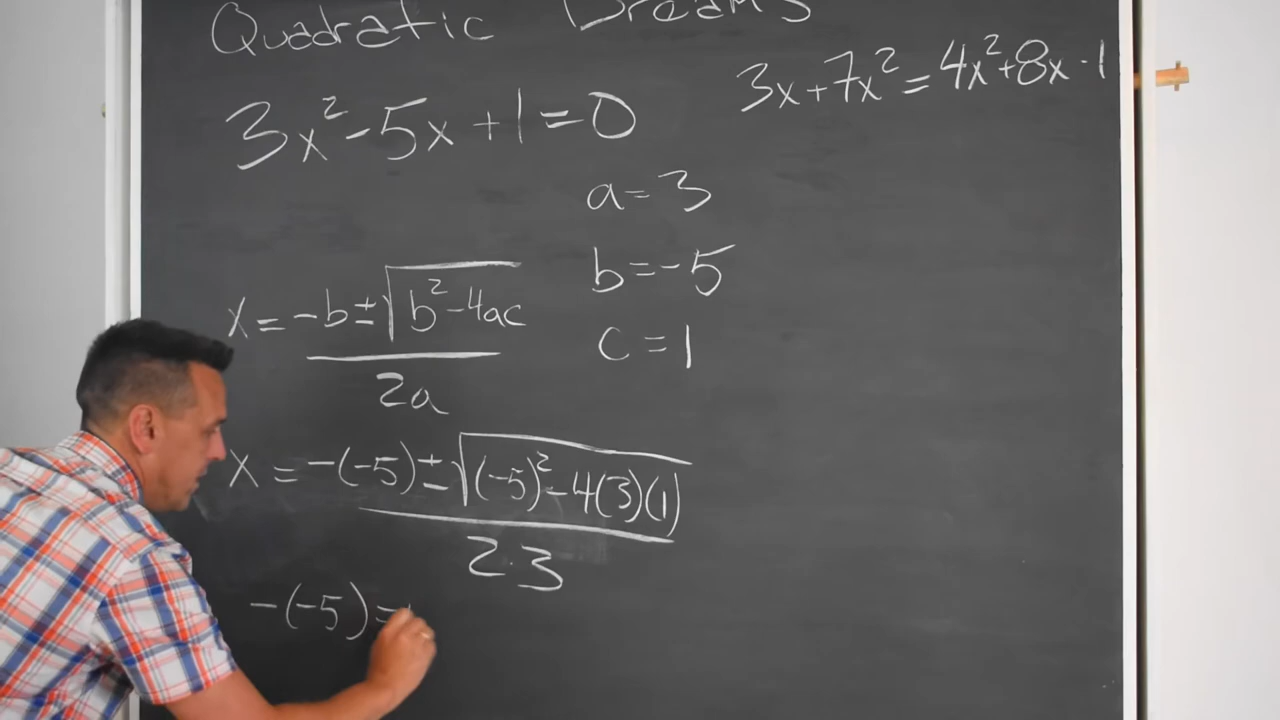 Quadratic Dreams
3x²-5x+1=0
3x+7x²=4x²+8x-1
a=3
b=-5
c=1
x=-b±√b²-4ac
2a
x=-(-5)±√(-5)²-4(3)(1)
2·3
-(-5)=